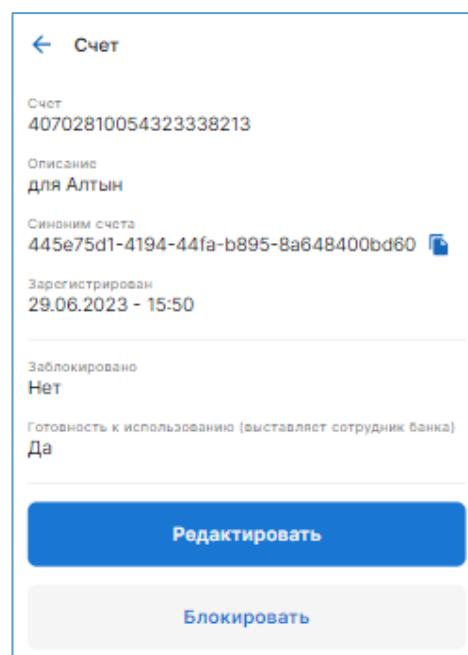 Счет
Счет
40702810054323338213
Описание
для Алтын
Синоним счета
445e75d1-4194-44fa-b895-8a648400bd60
Зарегистрирован
29.06.2023 - 15:50
Заблокировано
Нет
Готовность к использованию (выставляет сотрудник банка)
Да
Редактировать
Блокировать